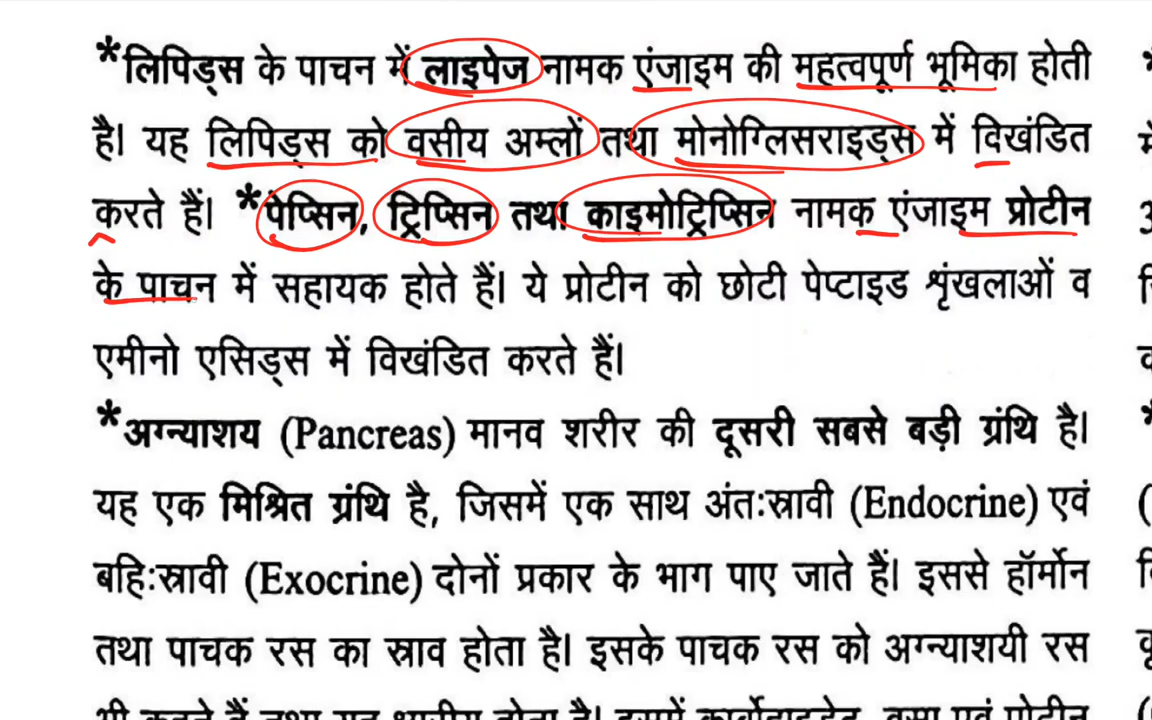 *लिपिड्स के पाचन में लाइपेज नामक एंजाइम की महत्वपूर्ण भूमिका होती
है। यह लिपिड्स को वसीय अम्लों तथा मोनोग्लिसराइड्स में विखंडित
करते हैं। *पेप्सिन, ट्रिप्सिन तथा काइमोट्रिप्सिन नामक एंजाइम प्रोटीन
के पाचन में सहायक होते हैं। ये प्रोटीन को छोटी पेप्टाइड शृंखलाओं व
एमीनो एसिड्स में विखंडित करते हैं।
*अग्न्याशय (Pancreas) मानव शरीर की दूसरी सबसे बड़ी ग्रंथि है।
यह एक मिश्रित ग्रंथि है, जिसमें एक साथ अंतःस्रावी (Endocrine) एवं
बहिःस्रावी (Exocrine) दोनों प्रकार के भाग पाए जाते हैं। इससे हॉर्मोन
तथा पाचक रस का स्राव होता है। इसके पाचक रस को अग्न्याशयी रस